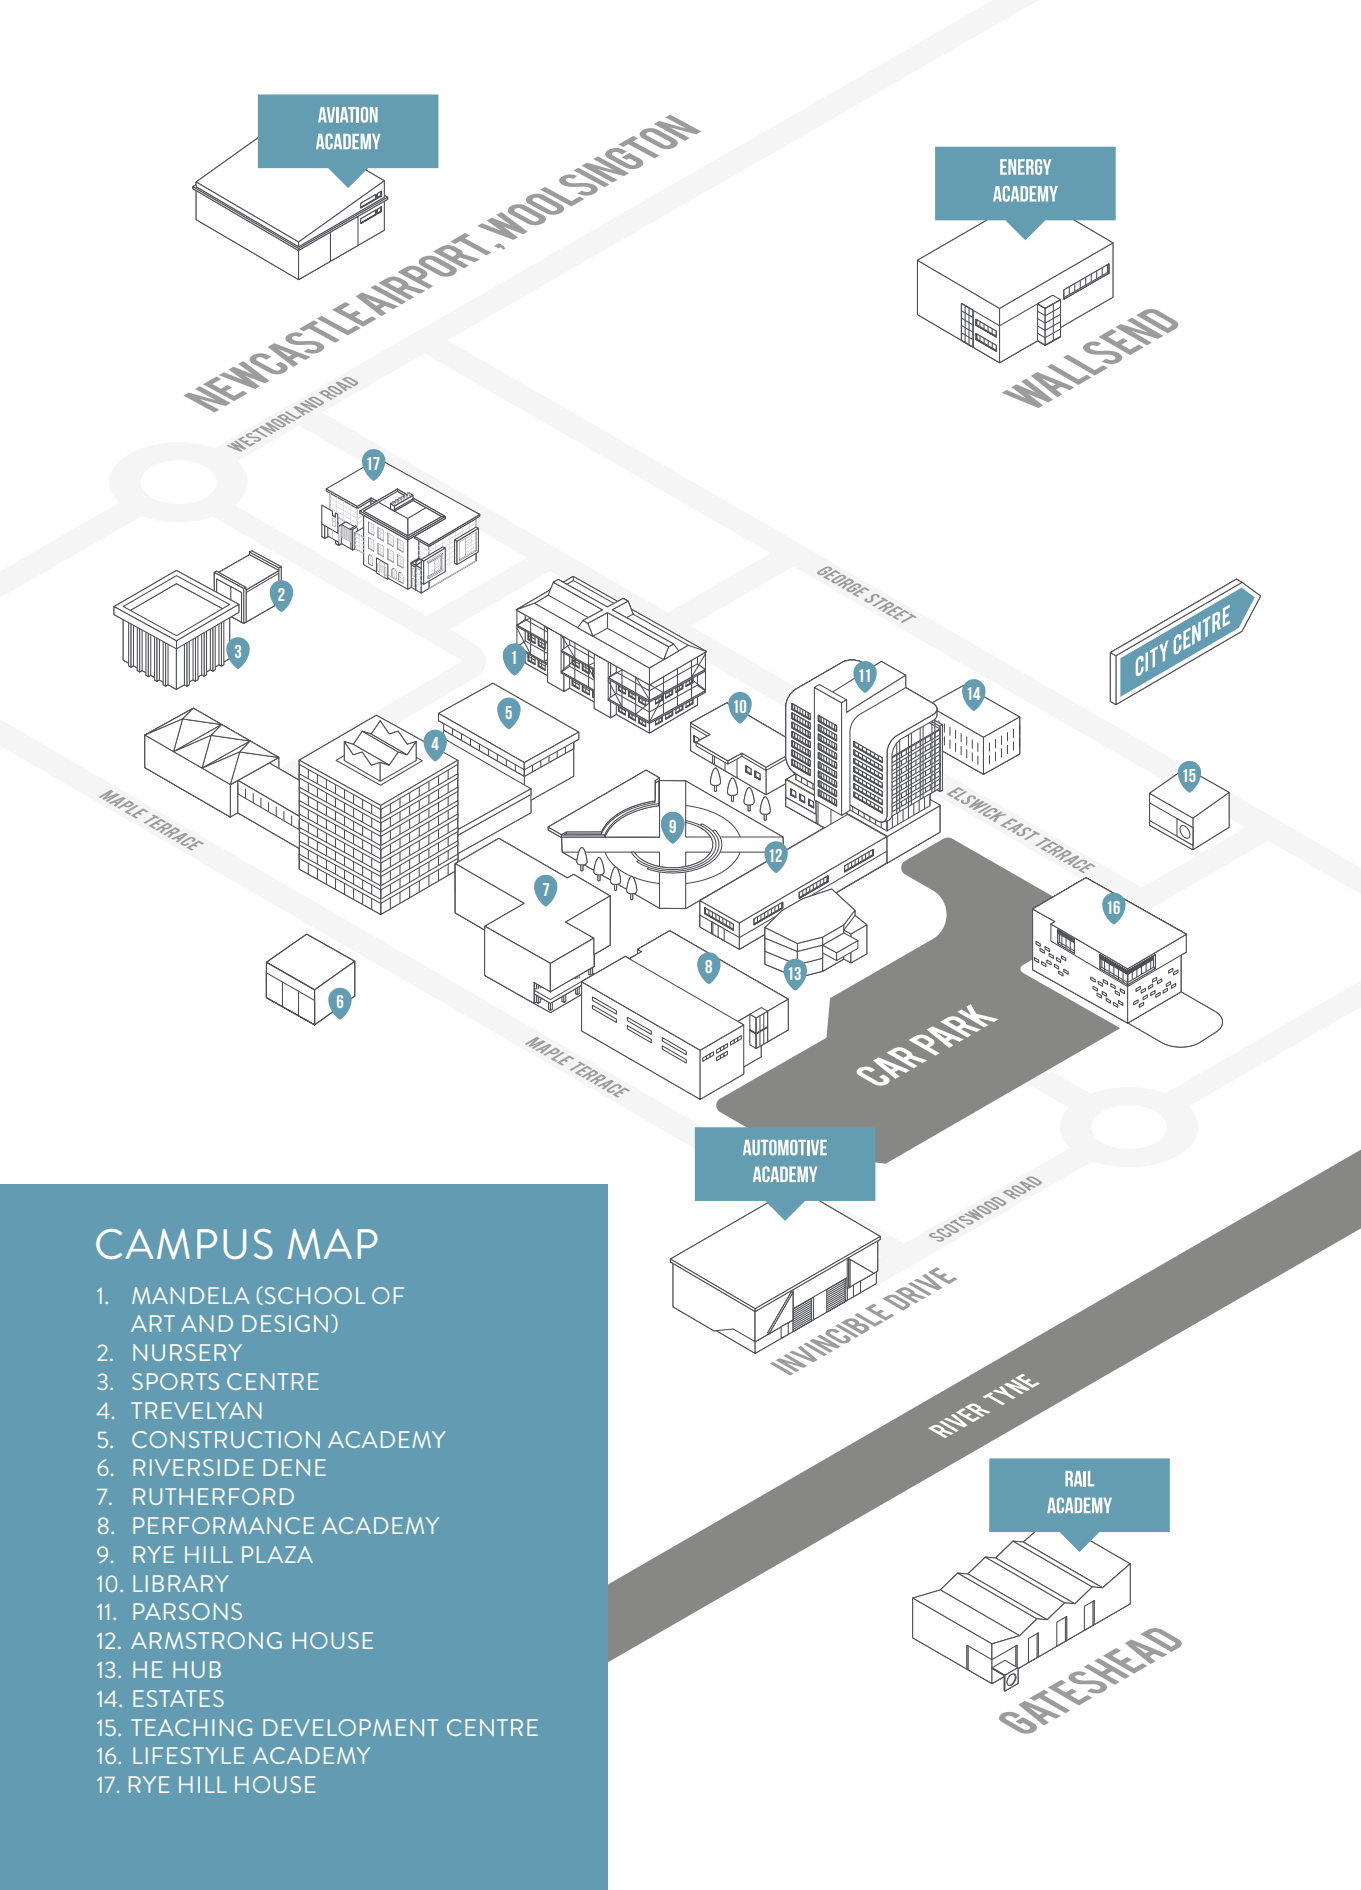 AVIATION
ACADEMY
ENERGY
ACADEMY
NEWCASTLE AIRPORT, WOOLSINGTON
WALLSEND
WESTMORLAND ROAD
17
GEORGE STREET
2
CITY CENTRE
3
1
11
14
5
10
4
15
MAPLE TERRACE
ELSWICK EAST TERRACE
9
12
7
16
8
13
6
CAR PARK
MAPLE TERRACE
AUTOMOTIVE
ACADEMY
SCOTSWOOD ROAD
INVINCIBLE DRIVE
RIVER TYNE
RAIL
ACADEMY
GATESHEAD
CAMPUS MAP
1. MANDELA (SCHOOL OF
ART AND DESIGN)
2. NURSERY
3. SPORTS CENTRE
4. TREVELYAN
5. CONSTRUCTION ACADEMY
6. RIVERSIDE DENE
7. RUTHERFORD
8. PERFORMANCE ACADEMY
9. RYE HILL PLAZA
10. LIBRARY
11. PARSONS
12. ARMSTRONG HOUSE
13. HE HUB
14. ESTATES
15. TEACHING DEVELOPMENT CENTRE
16. LIFESTYLE ACADEMY
17. RYE HILL HOUSE